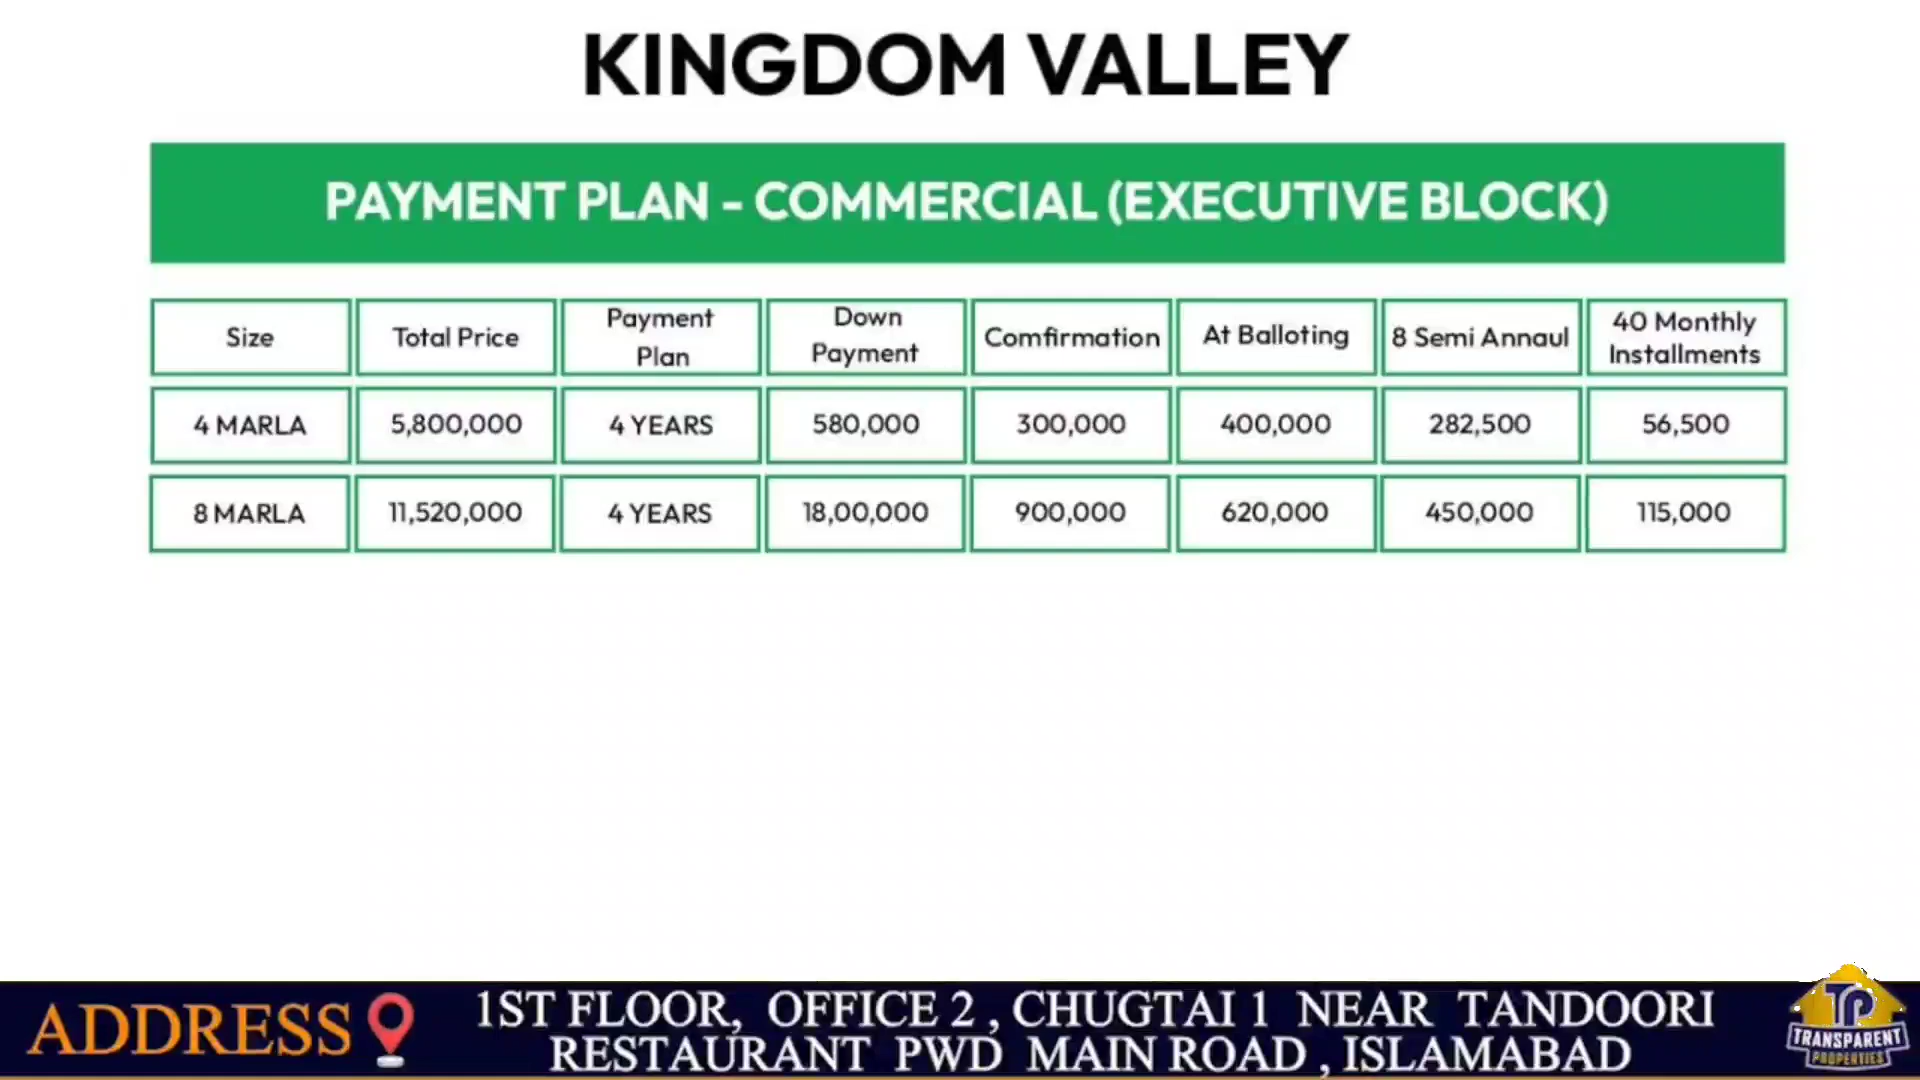 KINGDOM VALLEY
PAYMENT PLAN - COMMERCIAL (EXECUTIVE BLOCK)
Size
Total Price
Payment
Plan
Down
Payment
Comfirmation
At Balloting
8 Semi Annaul
40 Monthly
Installments
4 MARLA
5,800,000
4 YEARS
580,000
300,000
400,000
282,500
56,500
8 MARLA
11,520,000
4 YEARS
18,00,000
900,000
620,000
450,000
115,000
ADDRESS
1ST FLOOR, OFFICE 2 , CHUGTAI 1 NEAR TANDOORI
RESTAURANT PWD MAIN ROAD , ISLAMABAD
TP
TRANSPARENT
PROPERTIES